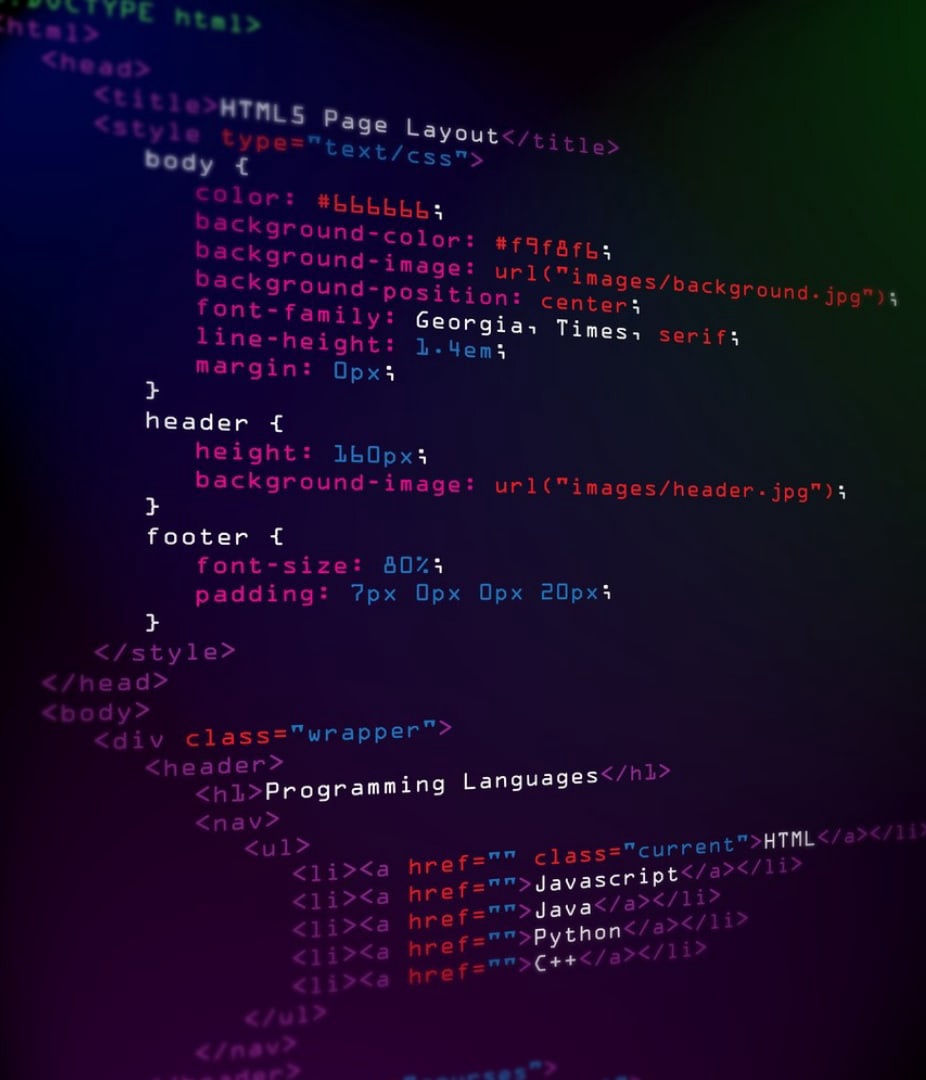 <!DOCTYPE html>
<html>
<head>
<title>HTML5 Page Layout</title>
<style type="text/css">
body {
color: #666666;
background-color: #f9f8f6;
background-image: url("images/background.jpg");
background-position: center;
font-family: Georgia, Times, serif;
line-height: 1.4em;
margin: 0px;
}
header {
height: 160px;
background-image: url("images/header.jpg");
}
footer {
font-size: 80%;
padding: 7px 0px 0px 20px;
}
</style>
</head>
<body>
<div class="wrapper">
<header>
<h1>Programming Languages</h1>
<nav>
<ul>
<li><a href="" class="current">HTML</a></li>
<li><a href="">Javascript</a></li>
<li><a href="">Java</a></li>
<li><a href="">Python</a></li>
<li><a href="">C++</a></li>
</ul>
</nav>
</header>